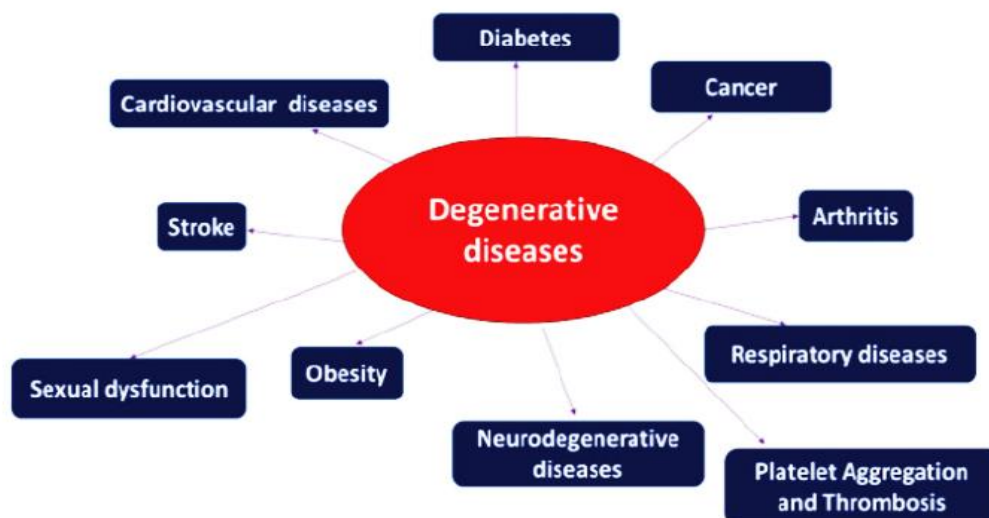 Diabetes
Cardiovascular diseases
Cancer
Degenerative
diseases
Stroke
Arthritis
Sexual dysfunction
Obesity
Respiratory diseases
Neurodegenerative
diseases
Platelet Aggregation
and Thrombosis